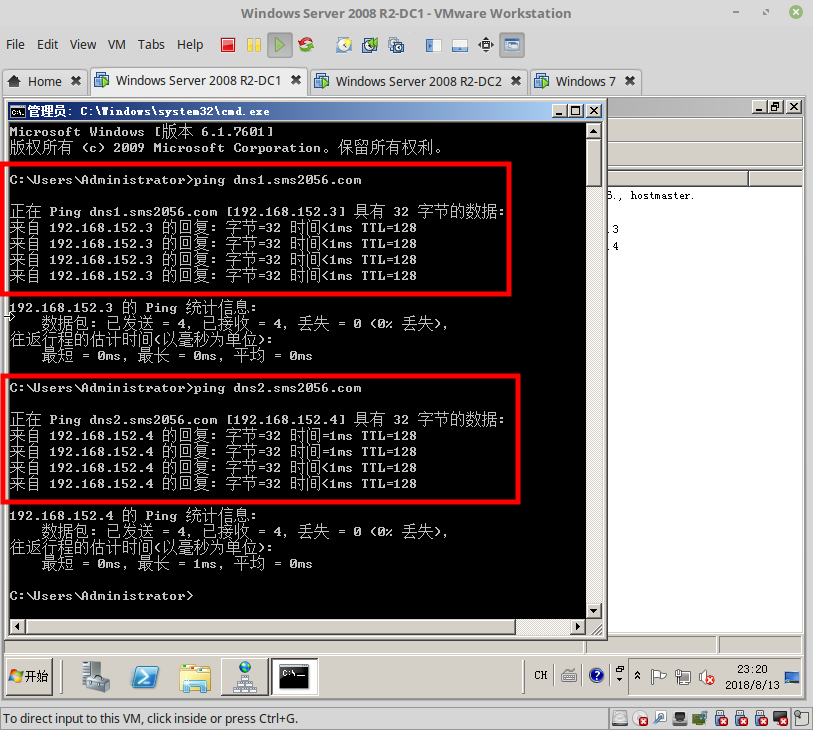 Windows Server 2008 R2-DC1 - VMware Workstation
File Edit View VM Tabs Help
Home Windows Server 2008 R2-DC1 Windows Server 2008 R2-DC2 Windows 7
管理员: C:\Windows\system32\cmd.exe
Microsoft Windows [版本 6.1.7601]
版权所有 (c) 2009 Microsoft Corporation。保留所有权利。
C:\Users\Administrator>ping dns1.sms2056.com
正在 Ping dns1.sms2056.com [192.168.152.3] 具有 32 字节的数据:
来自 192.168.152.3 的回复: 字节=32 时间<1ms TTL=128
来自 192.168.152.3 的回复: 字节=32 时间<1ms TTL=128
来自 192.168.152.3 的回复: 字节=32 时间<1ms TTL=128
来自 192.168.152.3 的回复: 字节=32 时间<1ms TTL=128
192.168.152.3 的 Ping 统计信息:
数据包: 已发送 = 4，已接收 = 4，丢失 = 0 (0% 丢失)，
往返行程的估计时间(以毫秒为单位):
最短 = 0ms，最长 = 0ms，平均 = 0ms
C:\Users\Administrator>ping dns2.sms2056.com
正在 Ping dns2.sms2056.com [192.168.152.4] 具有 32 字节的数据:
来自 192.168.152.4 的回复: 字节=32 时间=1ms TTL=128
来自 192.168.152.4 的回复: 字节=32 时间=1ms TTL=128
来自 192.168.152.4 的回复: 字节=32 时间<1ms TTL=128
来自 192.168.152.4 的回复: 字节=32 时间<1ms TTL=128
192.168.152.4 的 Ping 统计信息:
数据包: 已发送 = 4，已接收 = 4，丢失 = 0 (0% 丢失)，
往返行程的估计时间(以毫秒为单位):
最短 = 0ms，最长 = 1ms，平均 = 0ms
C:\Users\Administrator>
., hostmaster.
.3
.4
开始
CH
23:20
2018/8/13
To direct input to this VM, click inside or press Ctrl+G.